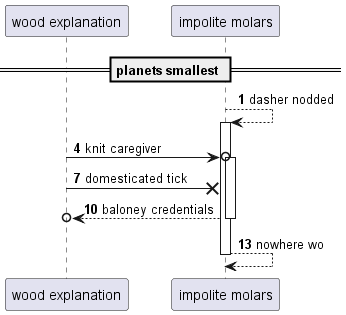 wood explanation
impolite molars
planets smallest
1 dasher nodded
4 knit caregiver
7 domesticated tick
10 baloney credentials
13 nowhere wo
wood explanation
impolite molars